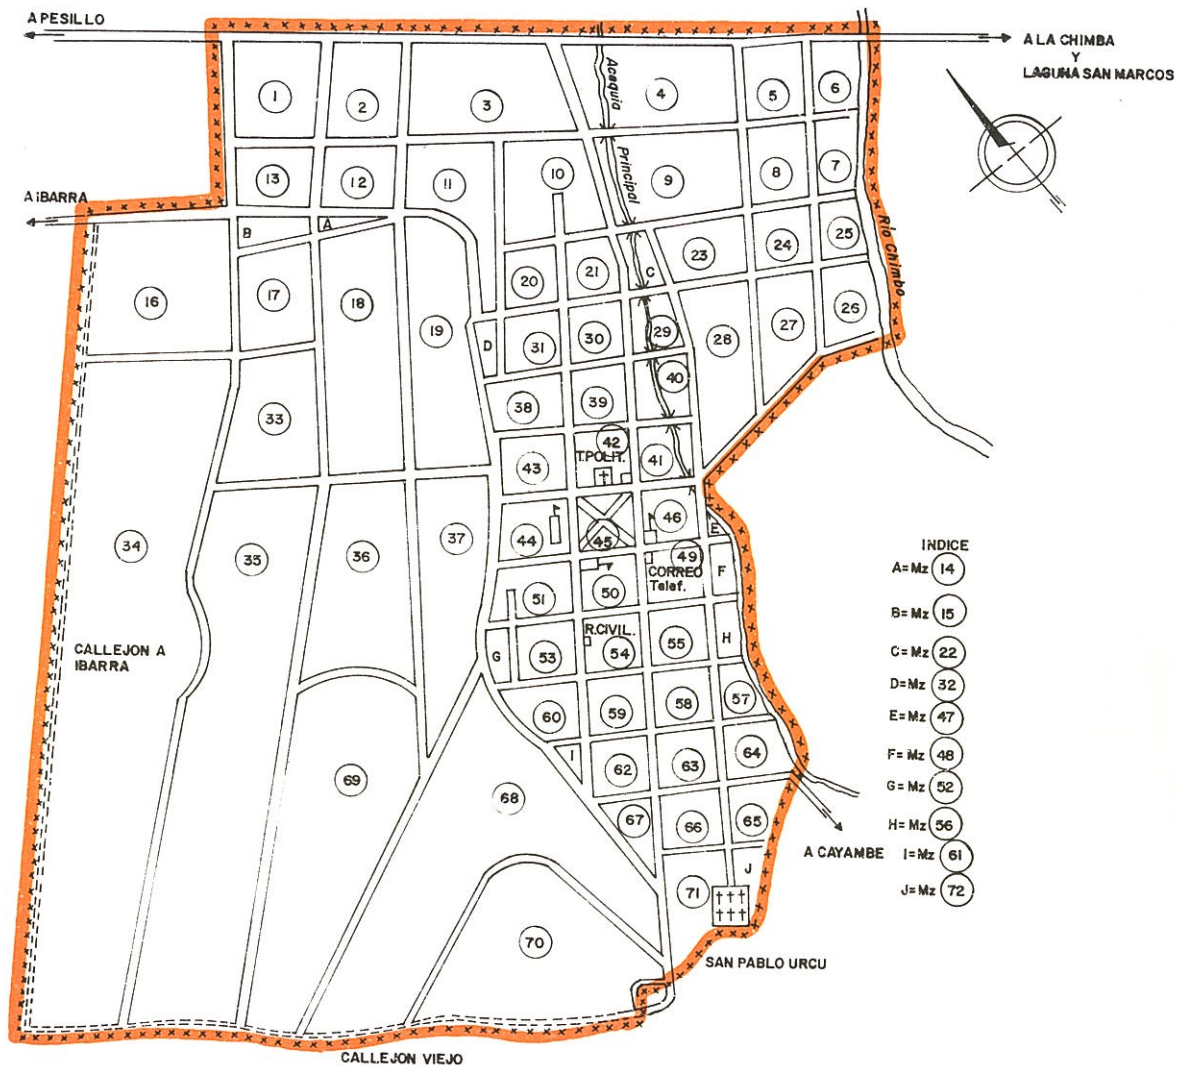 A PESILLO
A LA CHIMBA
Y
LAGUNA SAN MARCOS
Acequia
Principal
1
2
3
4
5
6
13
12
11
10
9
8
7
A IBARRA
B
A
Río Chimbo
16
17
18
19
20
21
C
23
24
25
D
31
30
29
28
27
26
33
38
39
40
42
T.POLIT.
43
41
34
35
36
37
44
45
46
E
49
CORREO
Telef.
F
51
50
R.CIVIL.
CALLEJON A
IBARRA
G
53
54
55
H
60
59
58
57
I
62
63
64
69
68
67
66
65
A CAYAMBE
71
J
70
SAN PABLO URCU
CALLEJON VIEJO
INDICE
A=Mz 14
B=Mz 15
C=Mz 22
D=Mz 32
E=Mz 47
F=Mz 48
G=Mz 52
H=Mz 56
I=Mz 61
J=Mz 72